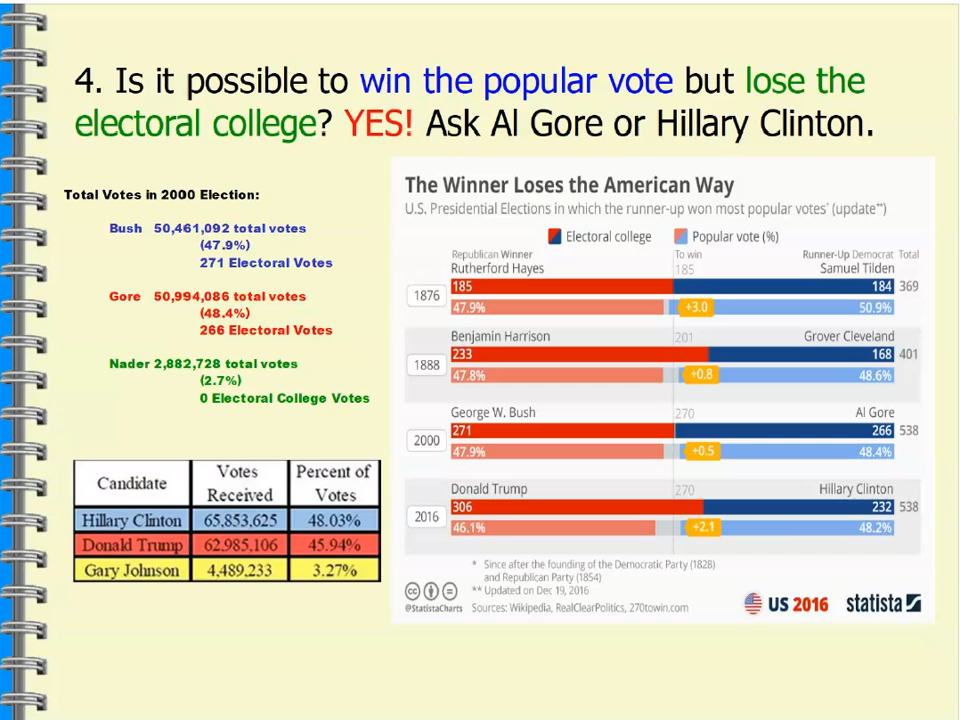 4. Is it possible to win the popular vote but lose the
electoral college? YES! Ask Al Gore or Hillary Clinton.
Total Votes in 2000 Election:
Bush 50,461,092 total votes
(47.9%)
271 Electoral Votes
Gore 50,994,086 total votes
(48.4%)
266 Electoral Votes
Nader 2,882,728 total votes
(2.7%)
0 Electoral College Votes
Candidate Votes Received Percent of Votes
Hillary Clinton 65,853,625 48.03%
Donald Trump 62,985,106 45.94%
Gary Johnson 4,489,233 3.27%
The Winner Loses the American Way
U.S. Presidential Elections in which the runner-up won most popular votes* (update**)
Electoral college Popular vote (%)
Republican Winner To win Runner-Up Democrat Total
Rutherford Hayes 185 Samuel Tilden
1876 185 184 369
47.9% +3.0 50.9%
Benjamin Harrison 201 Grover Cleveland
1888 233 168 401
47.8% +0.8 48.6%
George W. Bush 270 Al Gore
2000 271 266 538
47.9% +0.5 48.4%
Donald Trump 270 Hillary Clinton
2016 306 232 538
46.1% +2.1 48.2%
* Since after the founding of the Democratic Party (1828)
and Republican Party (1854)
** Updated on Dec 19, 2016
@StatistaCharts Sources: Wikipedia, RealClearPolitics, 270towin.com
US 2016 statista